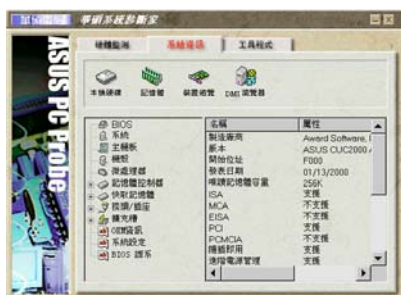 華碩系統診斷家
硬體監測
系統資訊
工具程式
ASUS PC Probe
本機硬碟
記憶體
裝置總覽
DMI 瀏覽器
BIOS
系統
主機板
機殼
微處理器
記憶體控制器
快取記憶體
接頭/插座
擴充槽
OEM資訊
系統設定
BIOS 語系
名稱 屬性
製造廠商 Award Software, I
版本 ASUS CUC2000
開始位址 F000
發表日期 01/13/2000
唯讀記憶體容量 256K
ISA 支援
MCA 不支援
EISA 不支援
PCI 支援
PCMCIA 不支援
隨插即用 支援
進階電源管理 支援